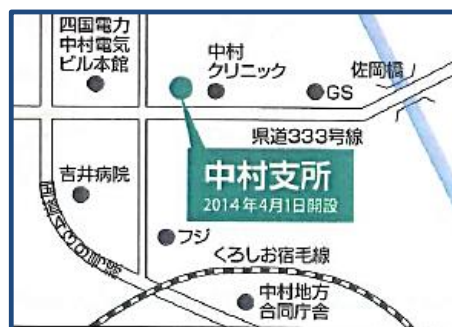 四国電力
中村電気
ビル本館
中村
クリニック
GS
佐岡橋
県道333号線
中村支所
2014年4月1日開設
吉井病院
フジ
くろしお宿毛線
中村地方
合同庁舎